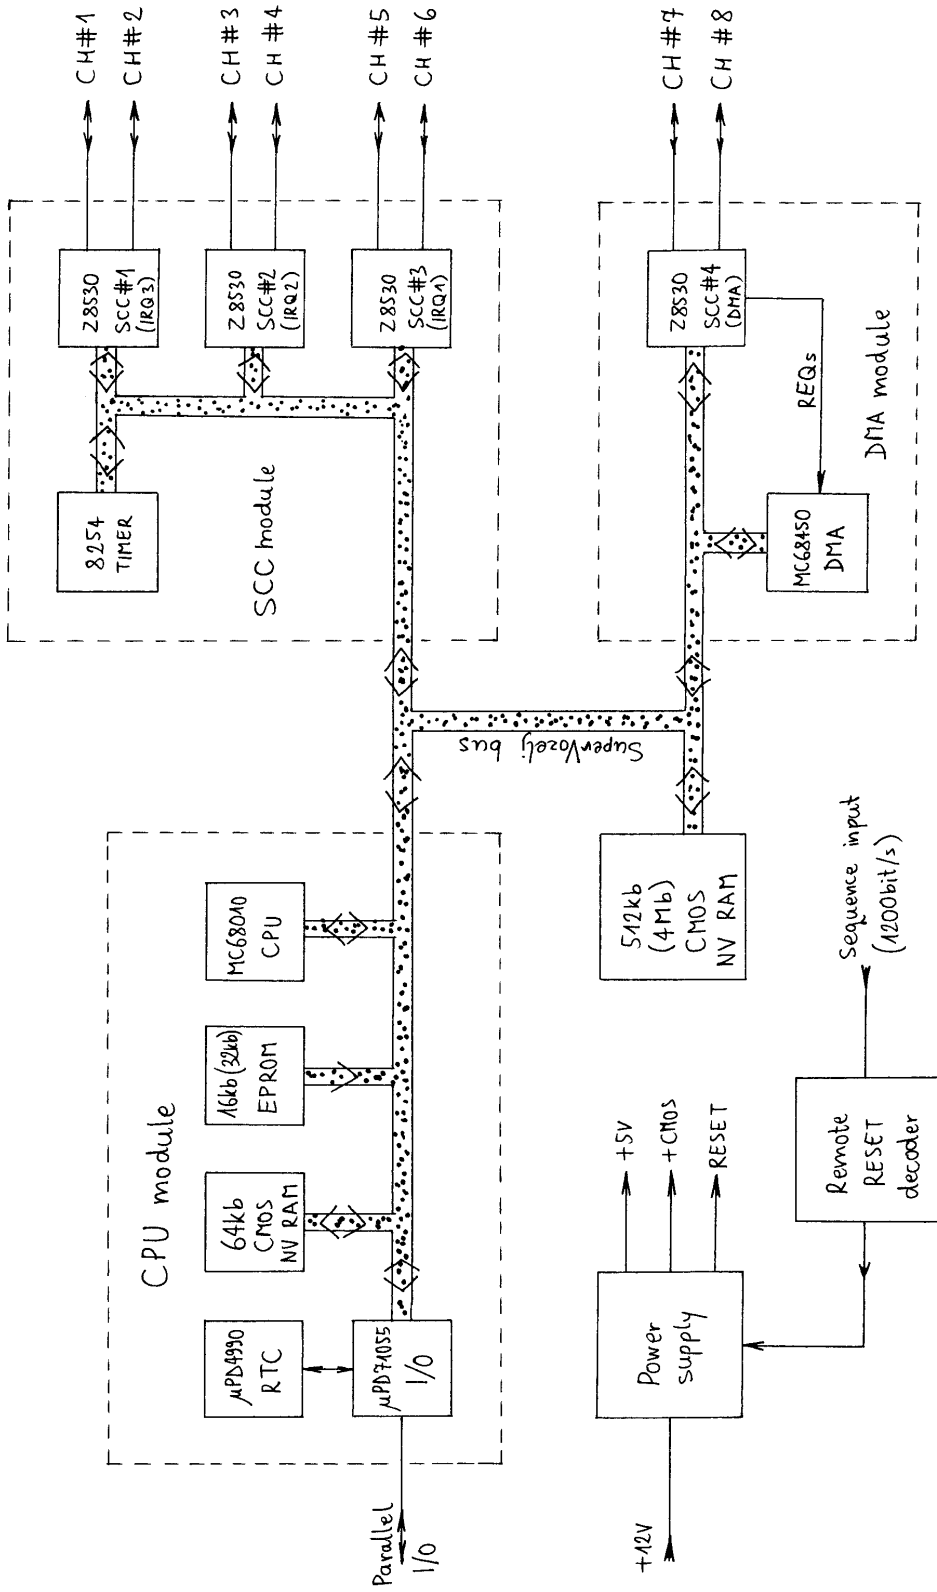 CH#1
CH#2
CH#3
CH#4
CH#5
CH#6
CH#7
CH#8
Z8530
SCC#1
(IRQ3)
Z8530
SCC#2
(IRQ2)
Z8530
SCC#3
(IRQ1)
8254
TIMER
SCC module
Z8530
SCC#4
(DMA)
REQs
MC68450
DMA
DMA module
SuperVozelj bus
CPU module
MC68010
CPU
16kb(32kb)
EPROM
64kb
CMOS
NV RAM
µPD4990
RTC
µPD71055
I/O
Parallel
I/O
512kb
(4Mb)
CMOS
NV RAM
Sequence input
(1200bit/s)
Remote
RESET
decoder
+5V
+CMOS
RESET
Power
supply
+12V